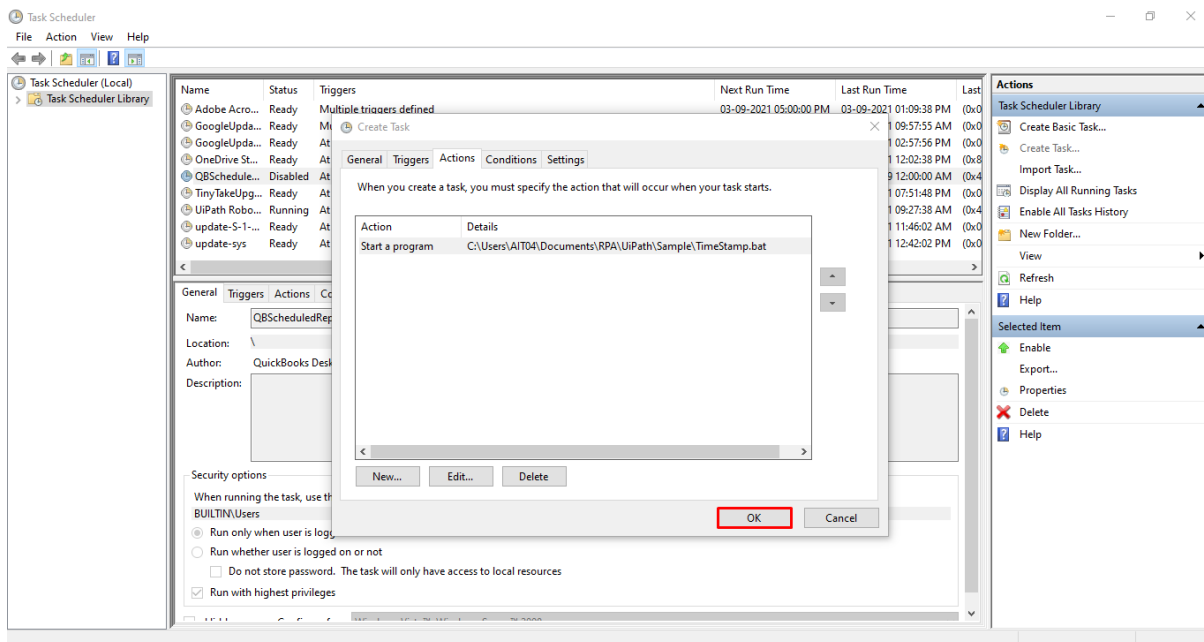 Task Scheduler
File Action View Help
Task Scheduler (Local)
Task Scheduler Library
Name Status Triggers Next Run Time Last Run Time Last
Adobe Acro... Ready Multiple triggers defined 03-09-2021 05:00:00 PM 03-09-2021 01:09:38 PM (0x0
GoogleUpda... Ready Mu 1 09:57:55 AM (0x0
GoogleUpda... Ready At 1 02:57:56 PM (0x0
OneDrive St... Ready At 1 12:02:38 PM (0x8
QBSchedule... Disabled At 9 12:00:00 AM (0x4
TinyTakeUpg... Ready At 1 07:51:48 PM (0x0
UiPath Robo... Running At 1 09:27:38 AM (0x4
update-S-1-... Ready At 1 11:46:02 AM (0x0
update-sys Ready At 1 12:42:02 PM (0x0
General Triggers Actions Co
Name: QBScheduledRep
Location: \
Author: QuickBooks Desk
Description:
Security options
When running the task, use th
BUILTIN\Users
Run only when user is logg
Run whether user is logged on or not
Do not store password. The task will only have access to local resources
Run with highest privileges
Create Task
General Triggers Actions Conditions Settings
When you create a task, you must specify the action that will occur when your task starts.
Action Details
Start a program C:\Users\AIT04\Documents\RPA\UiPath\Sample\TimeStamp.bat
New... Edit... Delete
OK Cancel
Actions
Task Scheduler Library
Create Basic Task...
Create Task...
Import Task...
Display All Running Tasks
Enable All Tasks History
New Folder...
View
Refresh
Help
Selected Item
Enable
Export...
Properties
Delete
Help